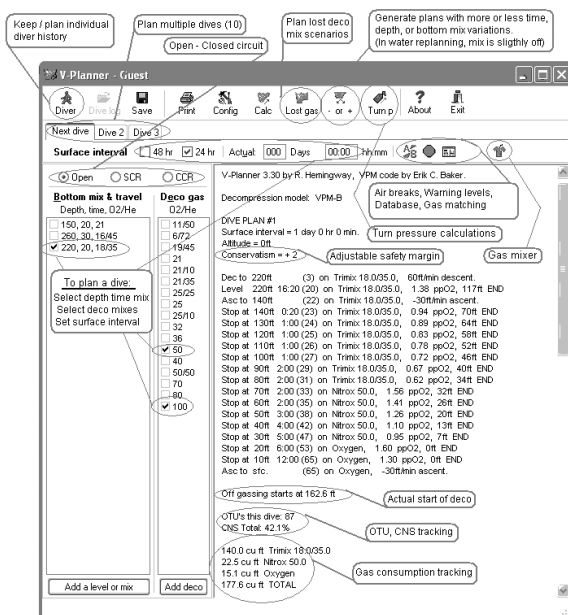 Keep / plan individual
diver history
Plan multiple dives (10)
Open - Closed circuit
Plan lost deco
mix scenarios
Generate plans with more or less time,
depth, or bottom mix variations.
(In water replanning, mix is sligthly off)
V-Planner - Guest
Diver
Dive log
Save
Print
Config
Calc
Lost gas
- or +
Turn p
About
Exit
Next dive
Dive 2
Dive 3
Surface interval
48 hr
24 hr
Actual:
000
Days
00:00
hh:mm
Open
SCR
CCR
Bottom mix & travel
Depth, time, O2/He
150, 20, 21
260, 30, 16/45
220, 20, 18/35
Deco gas
O2/He
11/50
6/72
19/45
21
21/10
21/35
25/25
25
25/10
32
36
50
40
50/50
70
80
100
To plan a dive:
Select depth time mix
Select deco mixes
Set surface interval
Add a level or mix
Add deco
V-Planner 3.30 by R. Hemingway, VPM code by Erik C. Baker.
Decompression model: VPM-B
DIVE PLAN #1
Surface interval = 1 day 0 hr 0 min.
Altitude = 0ft
Conservatism = + 2
Air breaks, Warning levels,
Database, Gas matching
Turn pressure calculations
Adjustable safety margin
Gas mixer
Dec to 220ft (3) on Trimix 18.0/35.0, 60ft/min descent.
Level 220ft 16:20 (20) on Trimix 18.0/35.0, 1.38 ppO2, 117ft END
Asc to 140ft (22) on Trimix 18.0/35.0, -30ft/min ascent.
Stop at 140ft 0:20 (23) on Trimix 18.0/35.0, 0.94 ppO2, 70ft END
Stop at 130ft 1:00 (24) on Trimix 18.0/35.0, 0.89 ppO2, 64ft END
Stop at 120ft 1:00 (25) on Trimix 18.0/35.0, 0.83 ppO2, 58ft END
Stop at 110ft 1:00 (26) on Trimix 18.0/35.0, 0.78 ppO2, 52ft END
Stop at 100ft 1:00 (27) on Trimix 18.0/35.0, 0.72 ppO2, 46ft END
Stop at 90ft 2:00 (29) on Trimix 18.0/35.0, 0.67 ppO2, 40ft END
Stop at 80ft 2:00 (31) on Trimix 18.0/35.0, 0.62 ppO2, 34ft END
Stop at 70ft 2:00 (33) on Nitrox 50.0, 1.56 ppO2, 32ft END
Stop at 60ft 2:00 (35) on Nitrox 50.0, 1.41 ppO2, 26ft END
Stop at 50ft 3:00 (38) on Nitrox 50.0, 1.26 ppO2, 20ft END
Stop at 40ft 4:00 (42) on Nitrox 50.0, 1.10 ppO2, 13ft END
Stop at 30ft 5:00 (47) on Nitrox 50.0, 0.95 ppO2, 7ft END
Stop at 20ft 6:00 (53) on Oxygen, 1.60 ppO2, 0ft END
Stop at 10ft 12:00 (65) on Oxygen, 1.30 ppO2, 0ft END
Asc to sfc. (65) on Oxygen, -30ft/min ascent.
Off gassing starts at 162.6 ft
Actual start of deco
OTU's this dive: 87
CNS Total: 42.1%
OTU, CNS tracking
140.0 cu ft Trimix 18.0/35.0
22.5 cu ft Nitrox 50.0
15.1 cu ft Oxygen
177.6 cu ft TOTAL
Gas consumption tracking